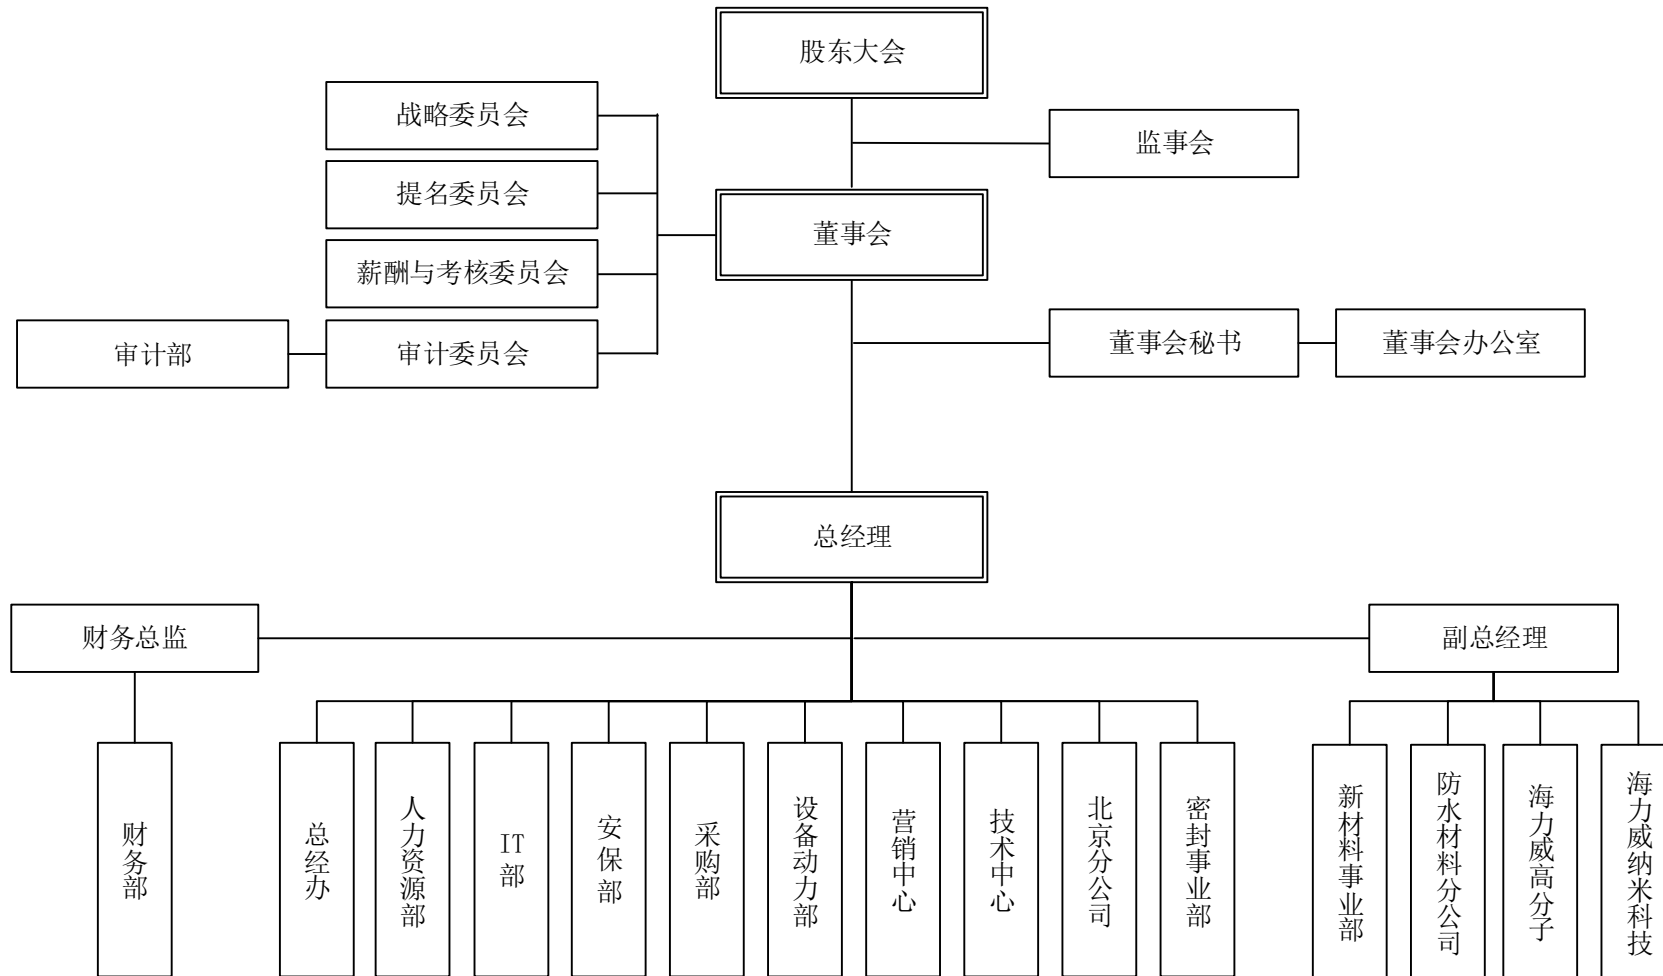 股东大会
战略委员会
监事会
提名委员会
董事会
薪酬与考核委员会
审计部
审计委员会
董事会秘书
董事会办公室
总经理
财务总监
副总经理
财务部
总经办
人力资源部
IT部
安保部
采购部
设备动力部
营销中心
技术中心
北京分公司
密封事业部
新材料事业部
防水材料分公司
海力威高分子
海力威纳米科技